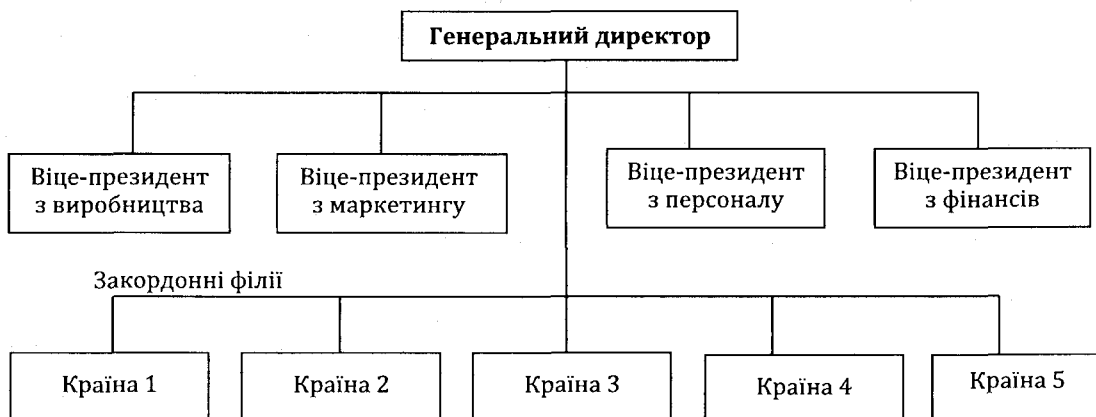 Генеральний директор
Віце-президент
з виробництва
Віце-президент
з маркетингу
Віце-президент
з персоналу
Віце-президент
з фінансів
Закордонні філії
Країна 1
Країна 2
Країна 3
Країна 4
Країна 5